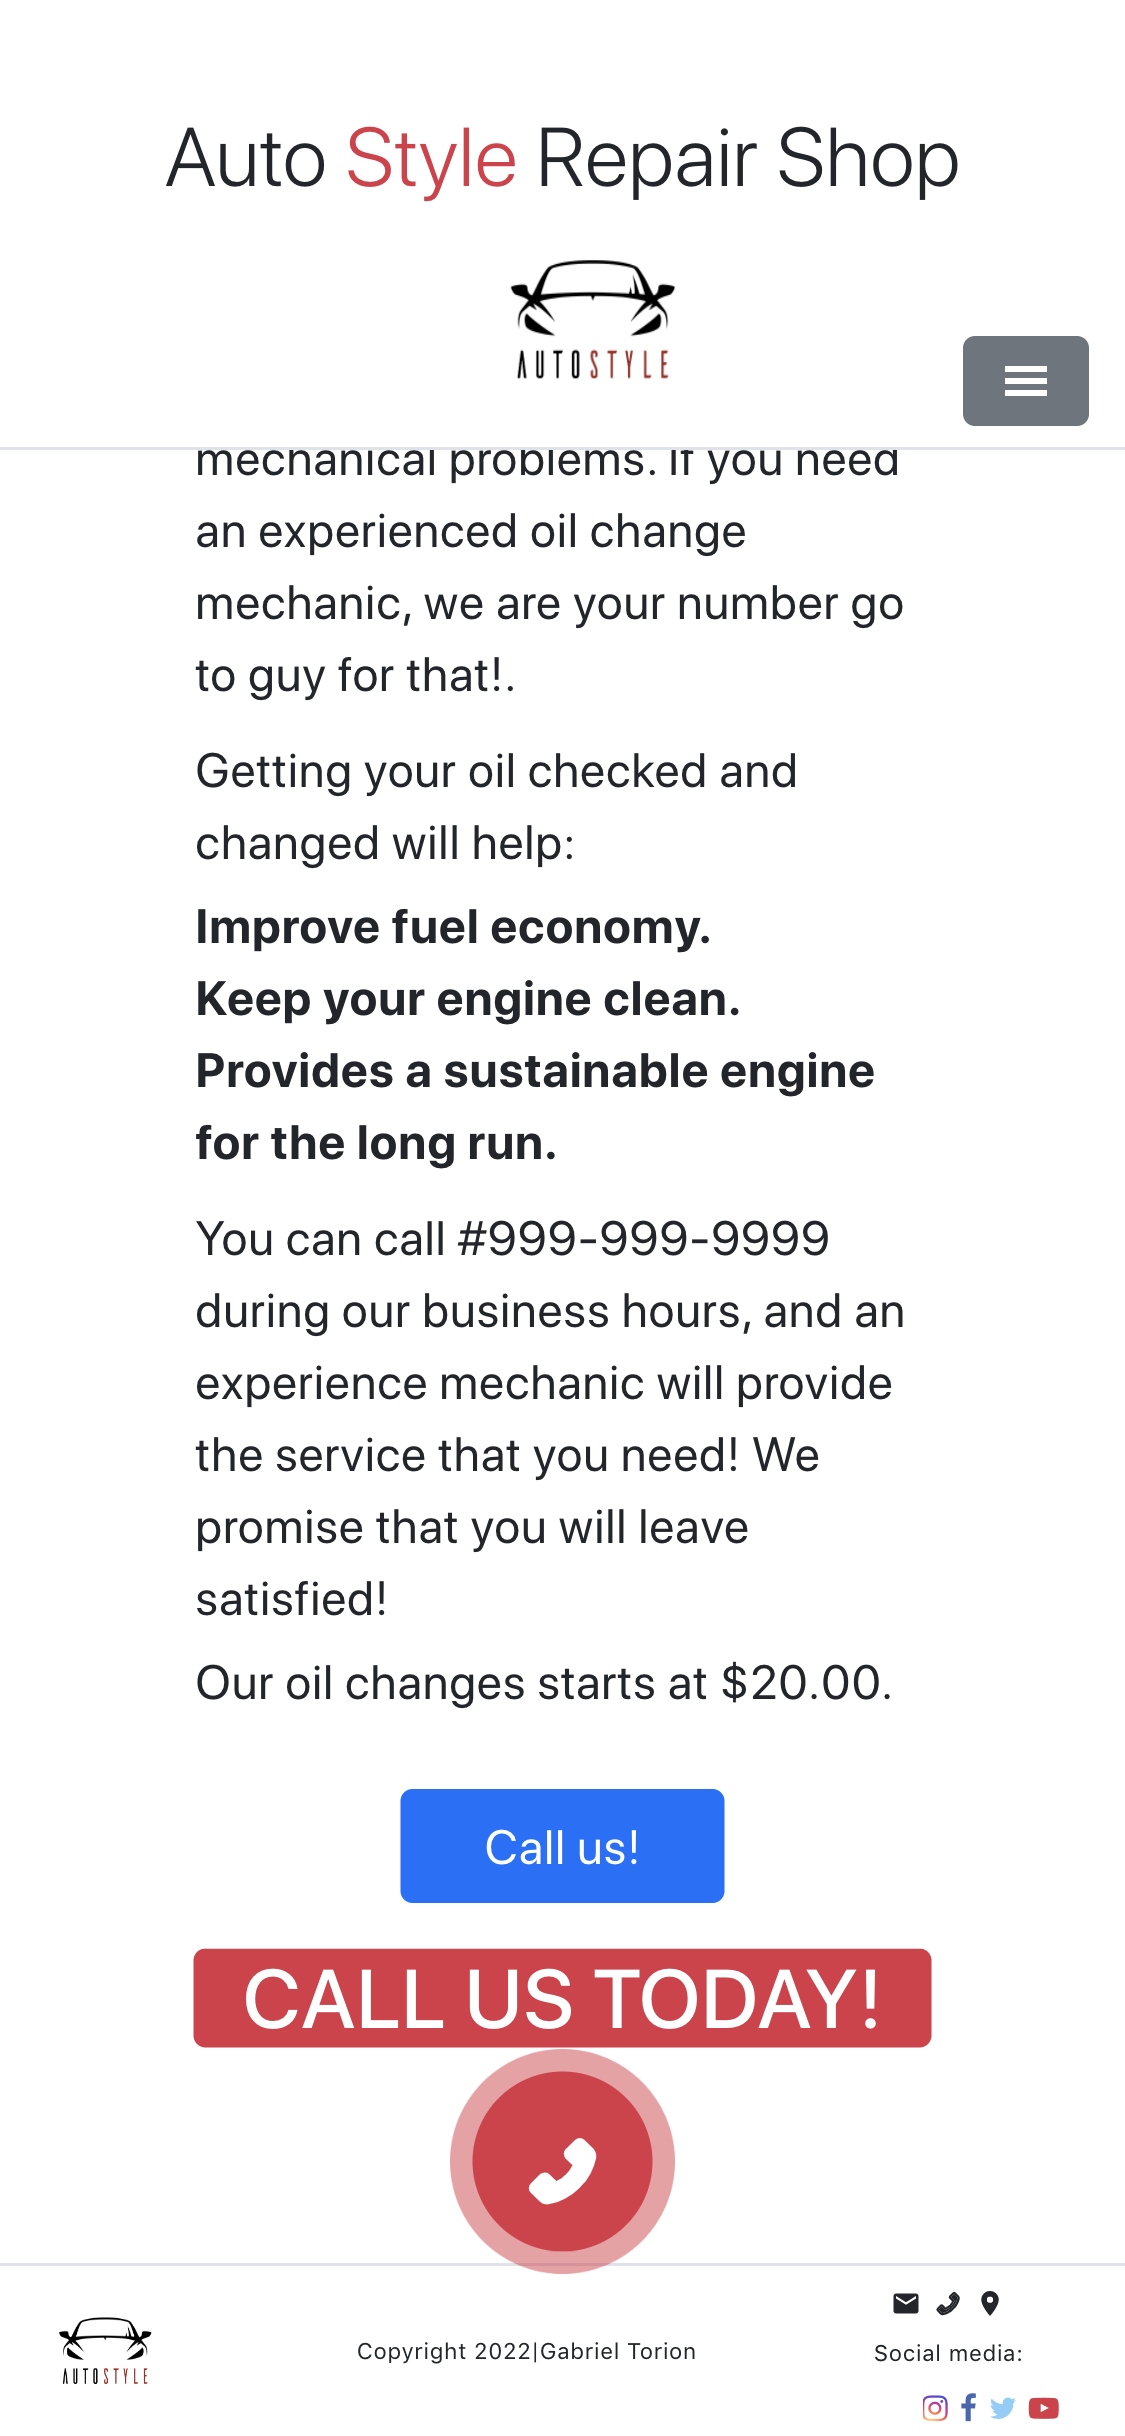 Auto Style Repair Shop
AUTOSTYLE
mechanical problems. If you need
an experienced oil change
mechanic, we are your number go
to guy for that!.
Getting your oil checked and
changed will help:
Improve fuel economy.
Keep your engine clean.
Provides a sustainable engine
for the long run.
You can call #999-999-9999
during our business hours, and an
experience mechanic will provide
the service that you need! We
promise that you will leave
satisfied!
Our oil changes starts at $20.00.
Call us!
CALL US TODAY!
AUTOSTYLE
Copyright 2022|Gabriel Torion
Social media: